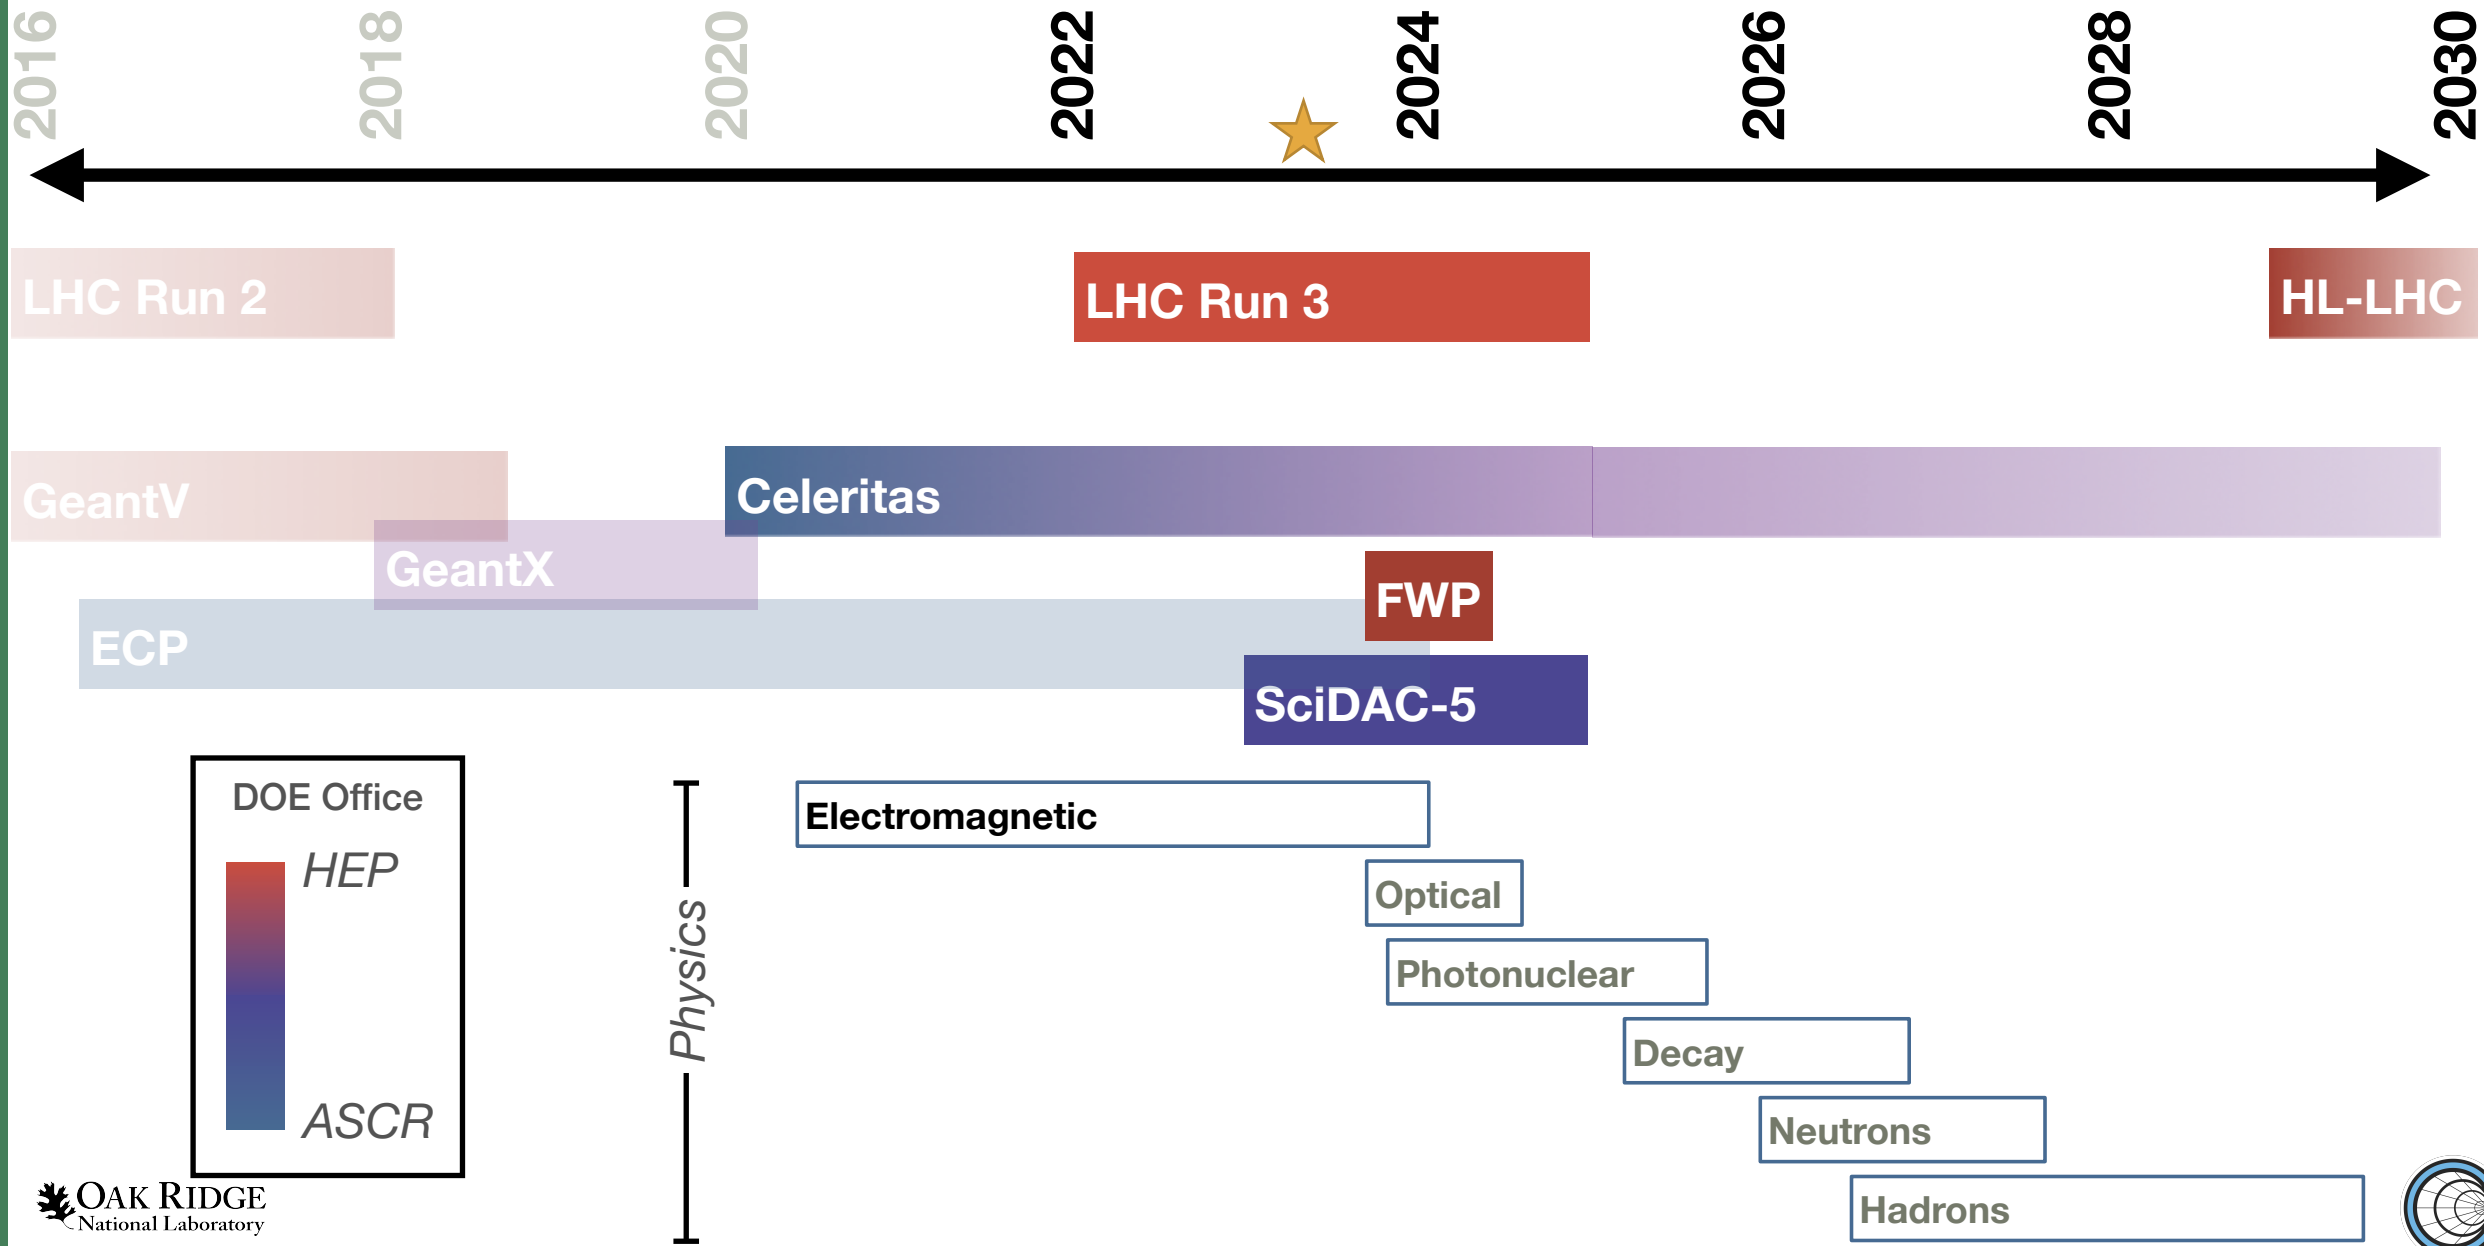 2016
2018
2020
2022
2024
2026
2028
2030
LHC Run 2
LHC Run 3
HL-LHC
GeantV
Celeritas
GeantX
FWP
ECP
SciDAC-5
DOE Office
HEP
ASCR
Physics
Electromagnetic
Optical
Photonuclear
Decay
Neutrons
Hadrons
OAK RIDGE
National Laboratory